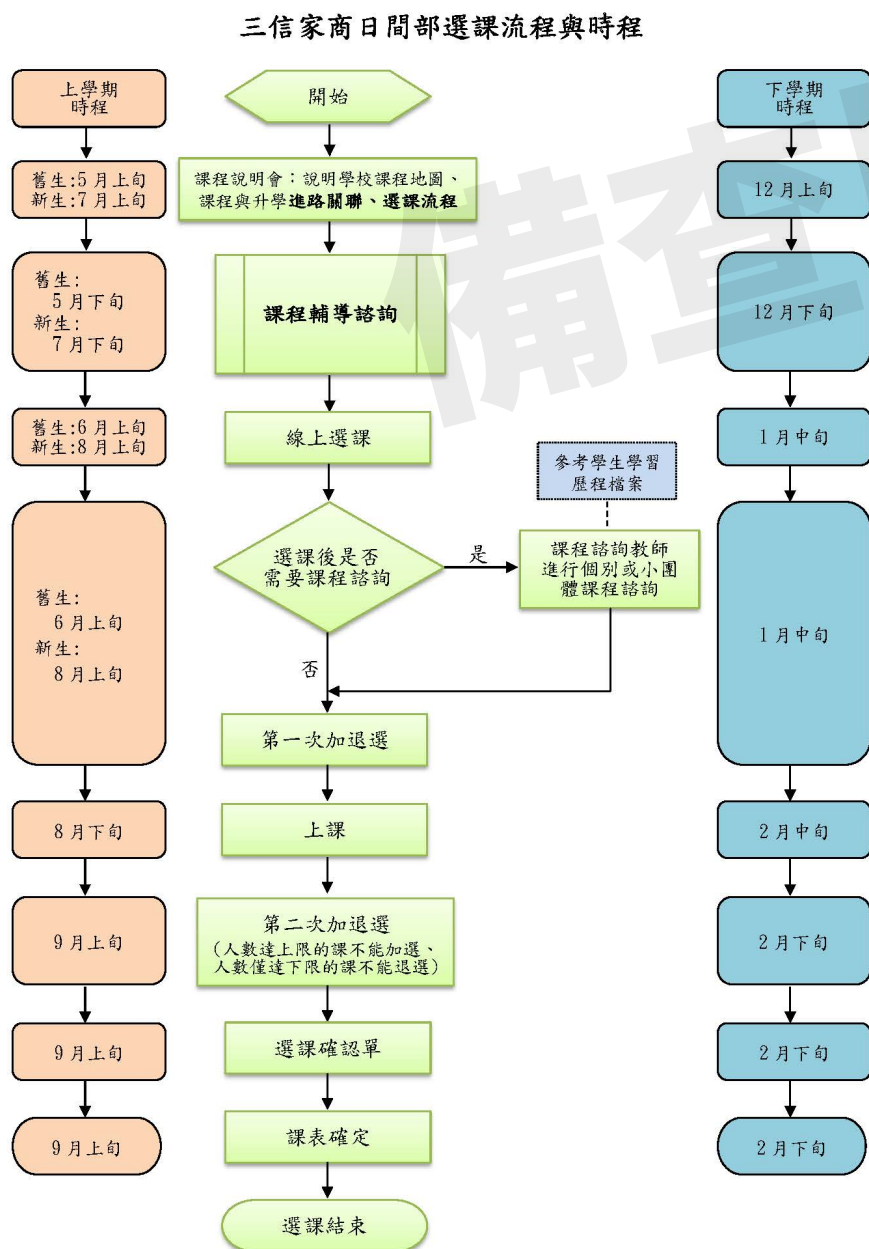 三信家商日間部選課流程與時程
上學期
時程
舊生:5月上旬
新生:7月上旬
舊生:
5月下旬
新生:
7月下旬
舊生:6月上旬
新生:8月上旬
舊生:
6月上旬
新生:
8月上旬
8月下旬
9月上旬
9月上旬
9月上旬
開始
課程說明會：說明學校課程地圖、
課程與升學進路關聯、選課流程
課程輔導諮詢
線上選課
選課後是否
需要課程諮詢
是
否
參考學生學習
歷程檔案
課程諮詢教師
進行個別或小團
體課程諮詢
第一次加退選
上課
第二次加退選
(人數達上限的課不能加選、
人數僅達下限的課不能退選)
選課確認單
課表確定
選課結束
下學期
時程
12月上旬
12月下旬
1月中旬
1月中旬
2月中旬
2月下旬
2月下旬
2月下旬
備查